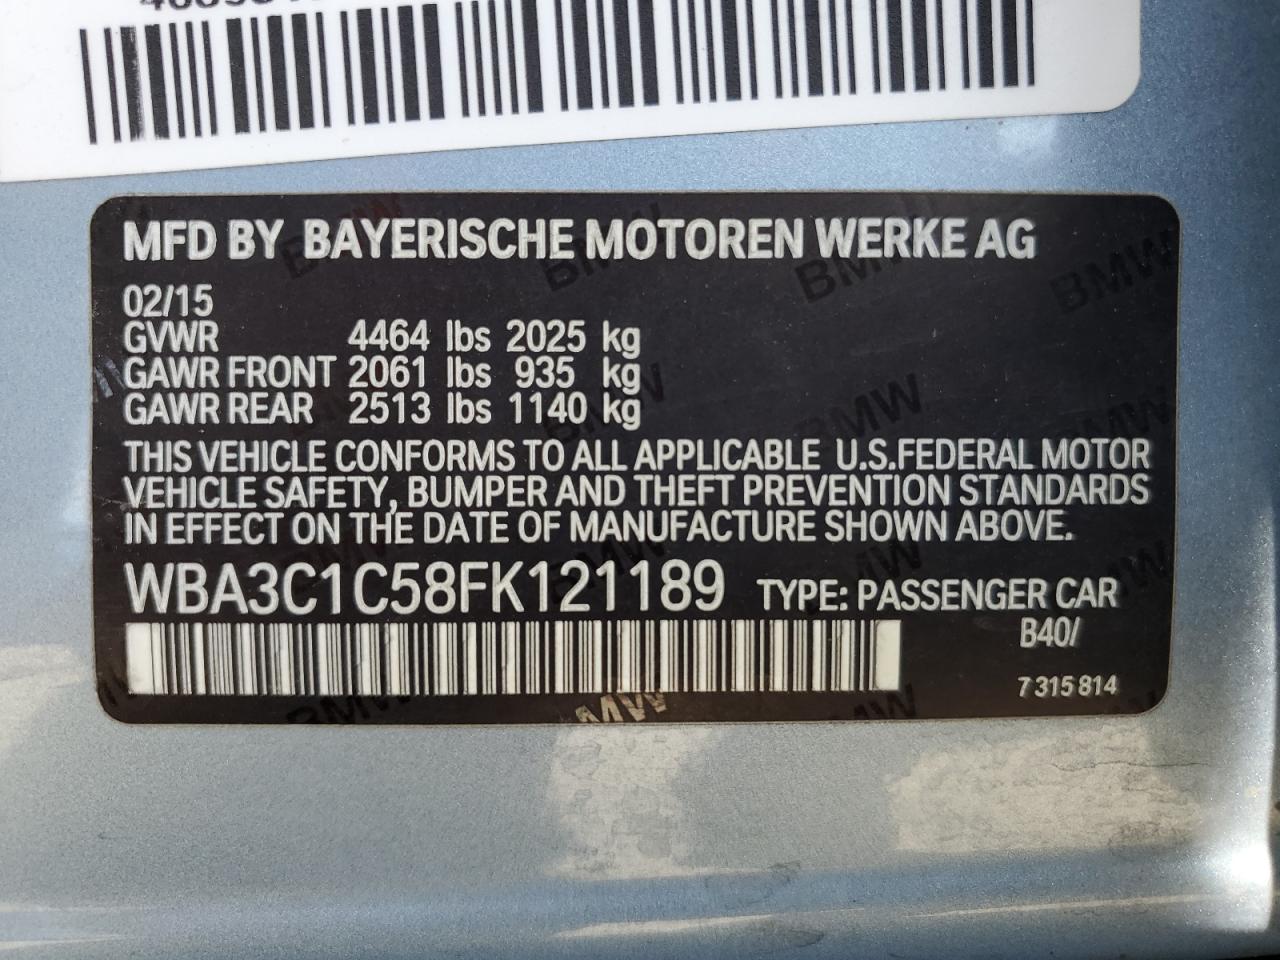 MFD BY BAYERISCHE MOTOREN WERKE AG
02/15
GVWR 4464 lbs 2025 kg
GAWR FRONT 2061 lbs 935 kg
GAWR REAR 2513 lbs 1140 kg
THIS VEHICLE CONFORMS TO ALL APPLICABLE U.S.FEDERAL MOTOR
VEHICLE SAFETY, BUMPER AND THEFT PREVENTION STANDARDS
IN EFFECT ON THE DATE OF MANUFACTURE SHOWN ABOVE.
WBA3C1C58FK121189 TYPE: PASSENGER CAR
B40/
7 315 814